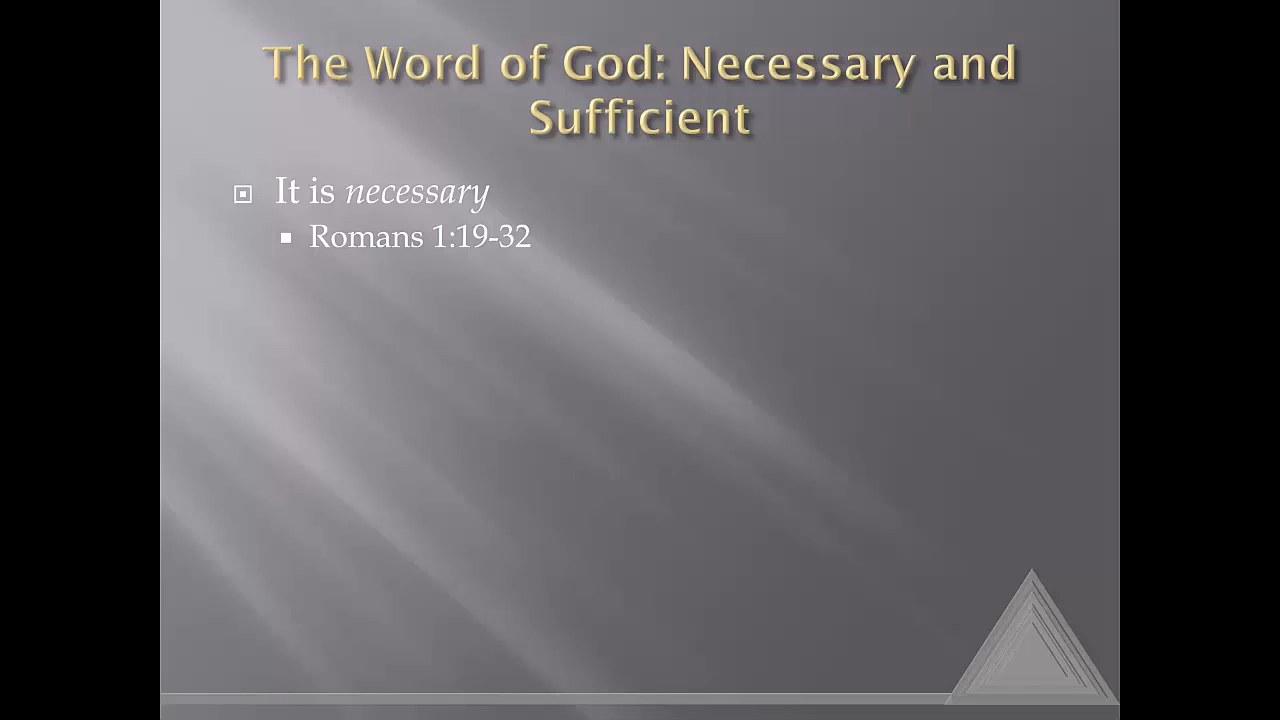 The Word of God: Necessary and
Sufficient
It is necessary
Romans 1:19-32